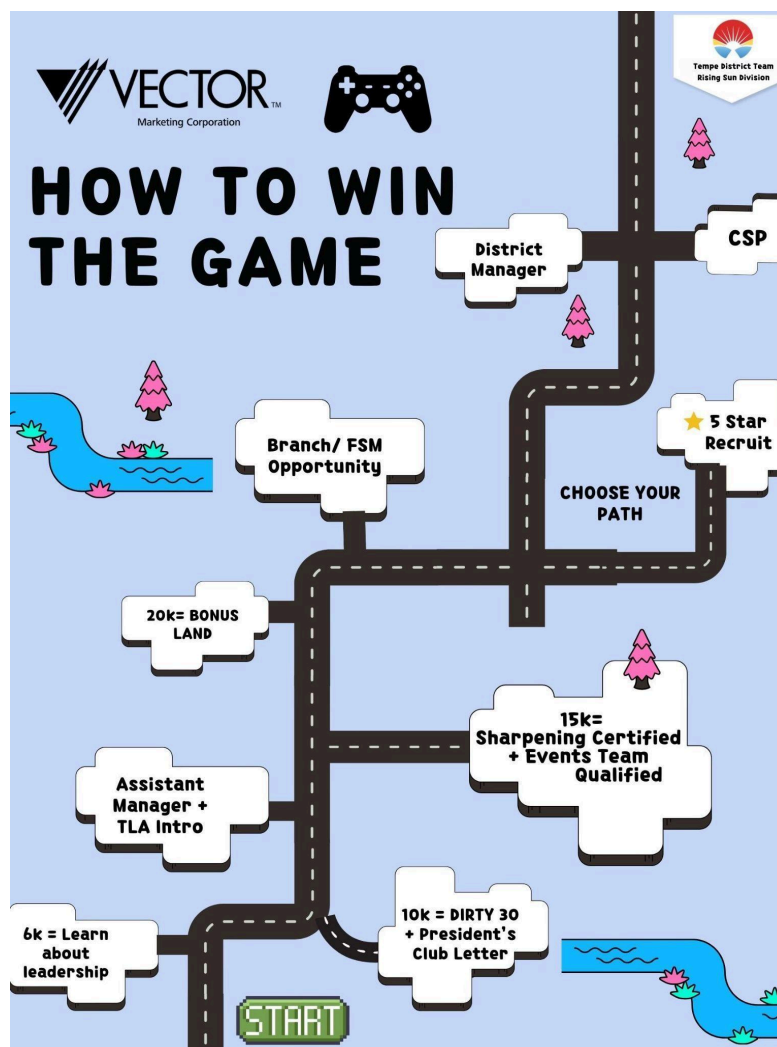 VECTOR™
Marketing Corporation
Tempe District Team
Rising Sun Division
HOW TO WIN
THE GAME
District
Manager
CSP
⭐ 5 Star
Recruit
Branch/ FSM
Opportunity
CHOOSE YOUR
PATH
20k= BONUS
LAND
15k=
Sharpening Certified
+ Events Team
Qualified
Assistant
Manager +
TLA Intro
10k = DIRTY 30
+ President's
Club Letter
6k = Learn
about
leadership
START